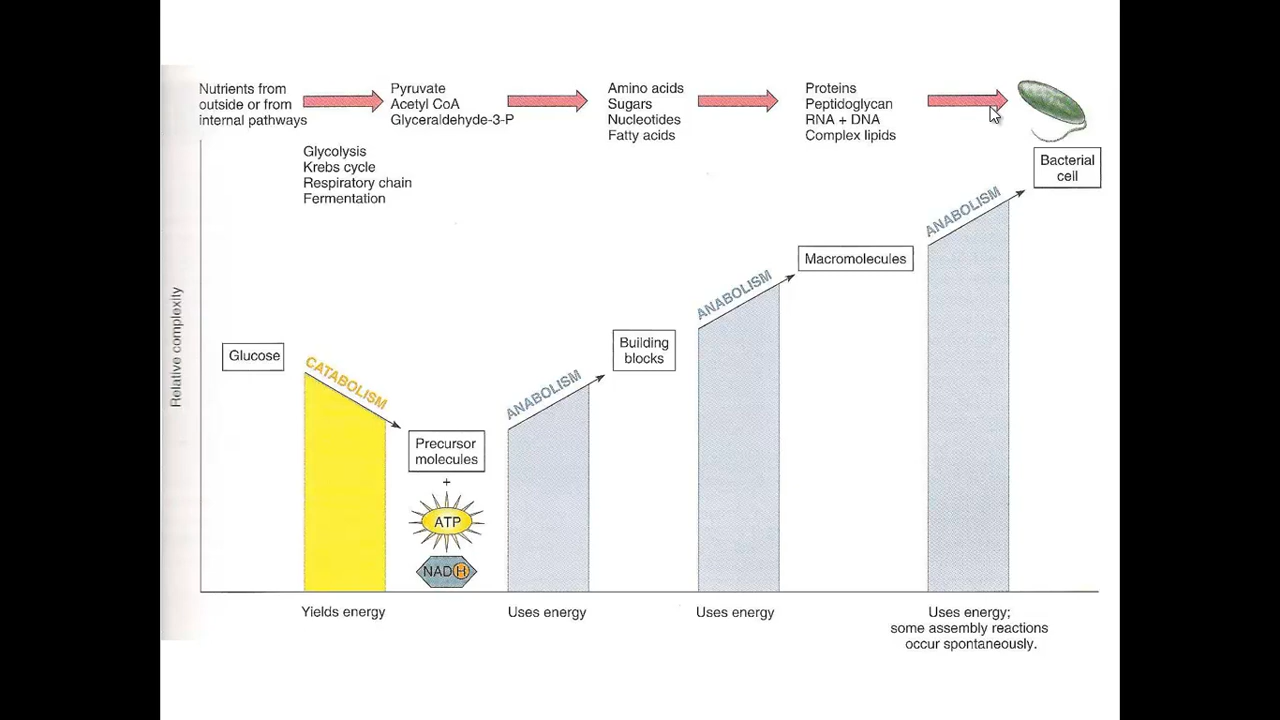 Nutrients from
outside or from
internal pathways
Pyruvate
Acetyl CoA
Glyceraldehyde-3-P
Amino acids
Sugars
Nucleotides
Fatty acids
Proteins
Peptidoglycan
RNA + DNA
Complex lipids
Glycolysis
Krebs cycle
Respiratory chain
Fermentation
Bacterial
cell
ANABOLISM
Macromolecules
ANABOLISM
Building
blocks
ANABOLISM
Glucose
CATABOLISM
Relative complexity
Precursor
molecules
+
ATP
NADH
Yields energy
Uses energy
Uses energy
Uses energy;
some assembly reactions
occur spontaneously.